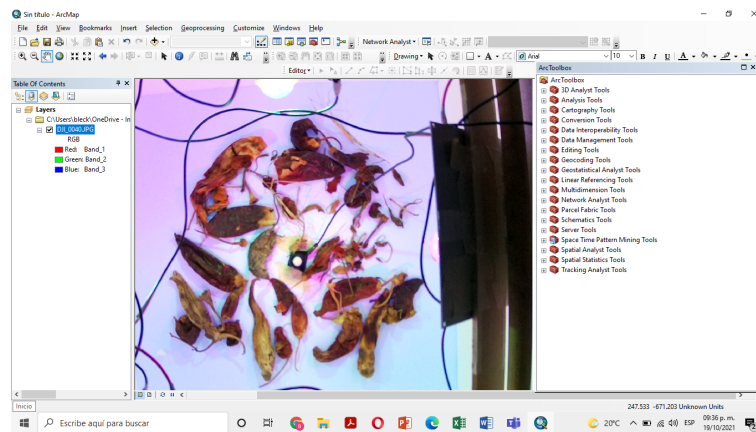 Sin título - ArcMap
File Edit View Bookmarks Insert Selection Geoprocessing Customize Windows Help
Network Analyst
Drawing
Arial
10
B I U A
Editor
Table Of Contents
Layers
C:\Users\bleck\OneDrive - In
DJI_0040.JPG
RGB
Red: Band_1
Green: Band_2
Blue: Band_3
ArcToolbox
ArcToolbox
3D Analyst Tools
Analysis Tools
Cartography Tools
Conversion Tools
Data Interoperability Tools
Data Management Tools
Editing Tools
Geocoding Tools
Geostatistical Analyst Tools
Linear Referencing Tools
Multidimension Tools
Network Analyst Tools
Parcel Fabric Tools
Schematics Tools
Server Tools
Space Time Pattern Mining Tools
Spatial Analyst Tools
Spatial Statistics Tools
Tracking Analyst Tools
Inicio
247.533 -671.203 Unknown Units
Escribe aquí para buscar
20°C
ESP
09:36 p. m.
19/10/2021